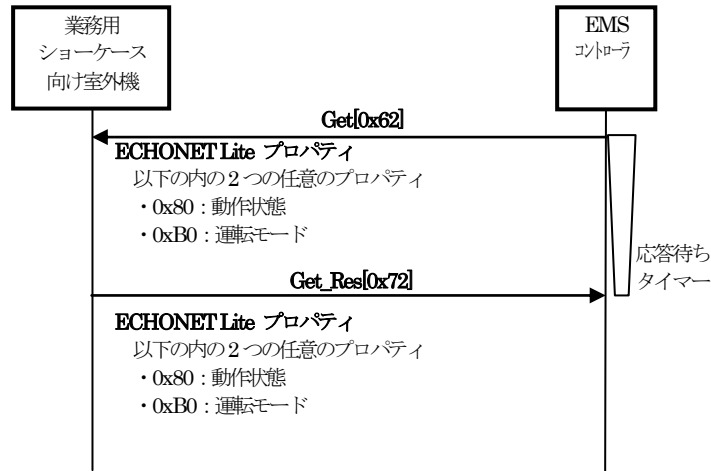 業務用
ショーケース
向け室外機
EMS
コントローラ
Get[0x62]
ECHONET Lite プロパティ
以下の内の２つの任意のプロパティ
・0x80：動作状態
・0xB0：運転モード
応答待ち
タイマー
Get_Res[0x72]
ECHONET Lite プロパティ
以下の内の２つの任意のプロパティ
・0x80：動作状態
・0xB0：運転モード